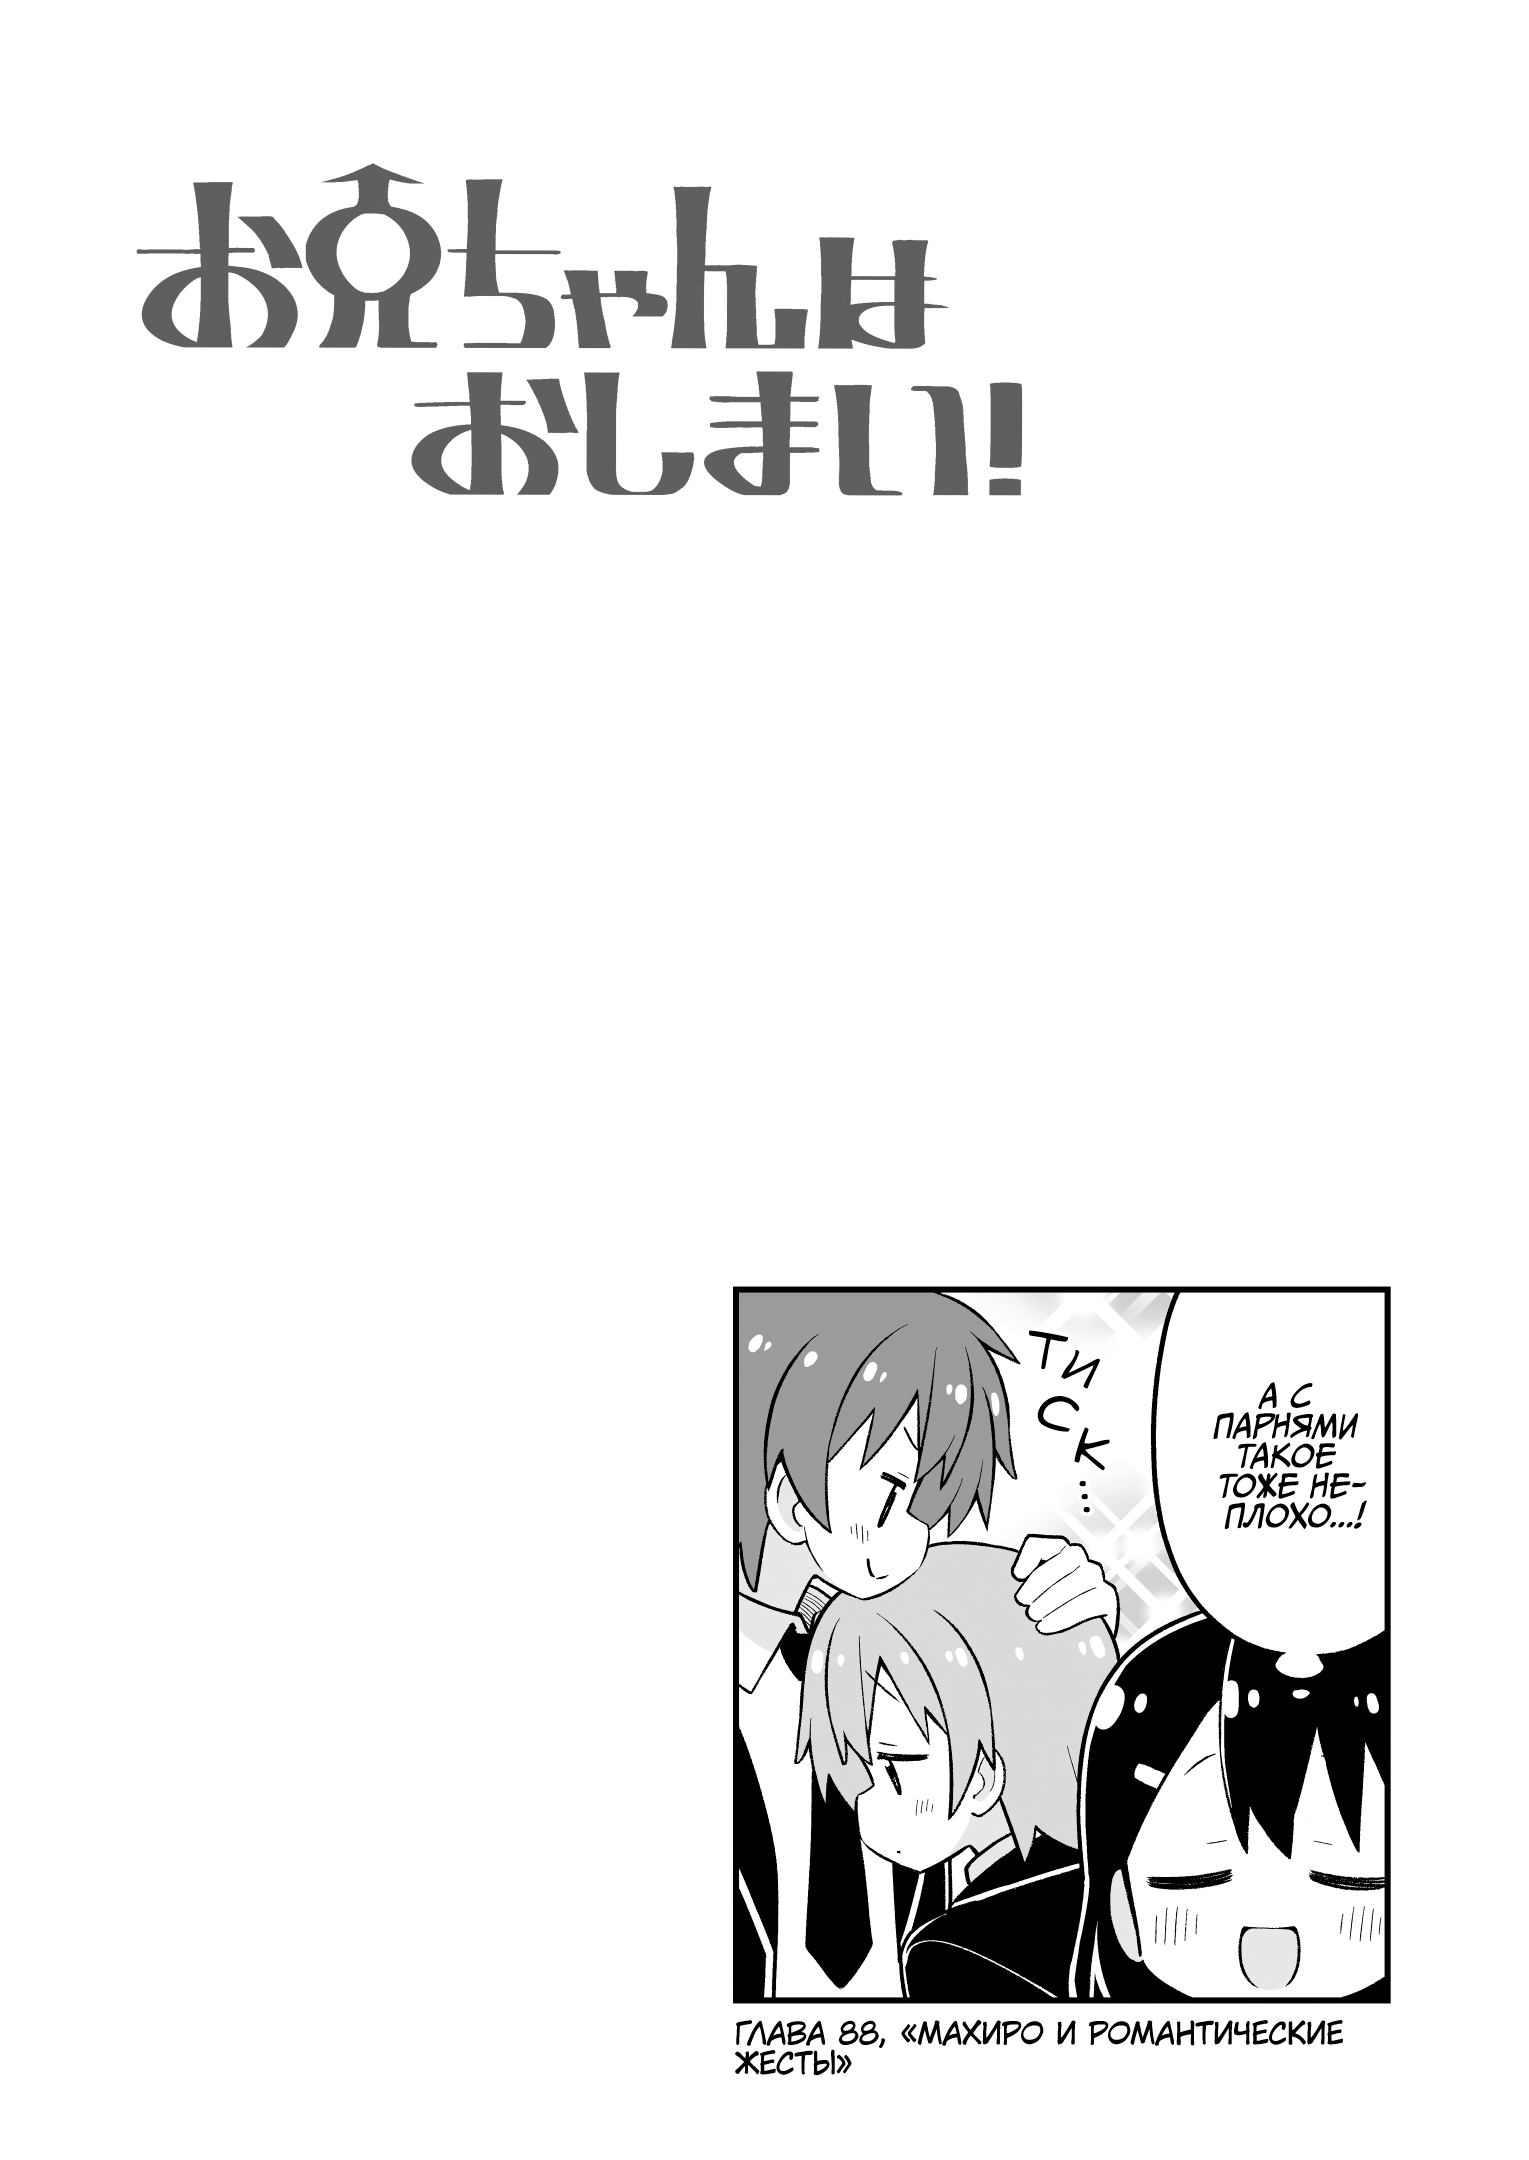 お兄ちゃんは
おしまい!
ТИСК...
А С
ПАРНЯМИ
ТАКОЕ
ТОЖЕ НЕ-
ПЛОХО...!
ГЛАВА 88, «МАХИРО И РОМАНТИЧЕСКИЕ
ЖЕСТЫ»